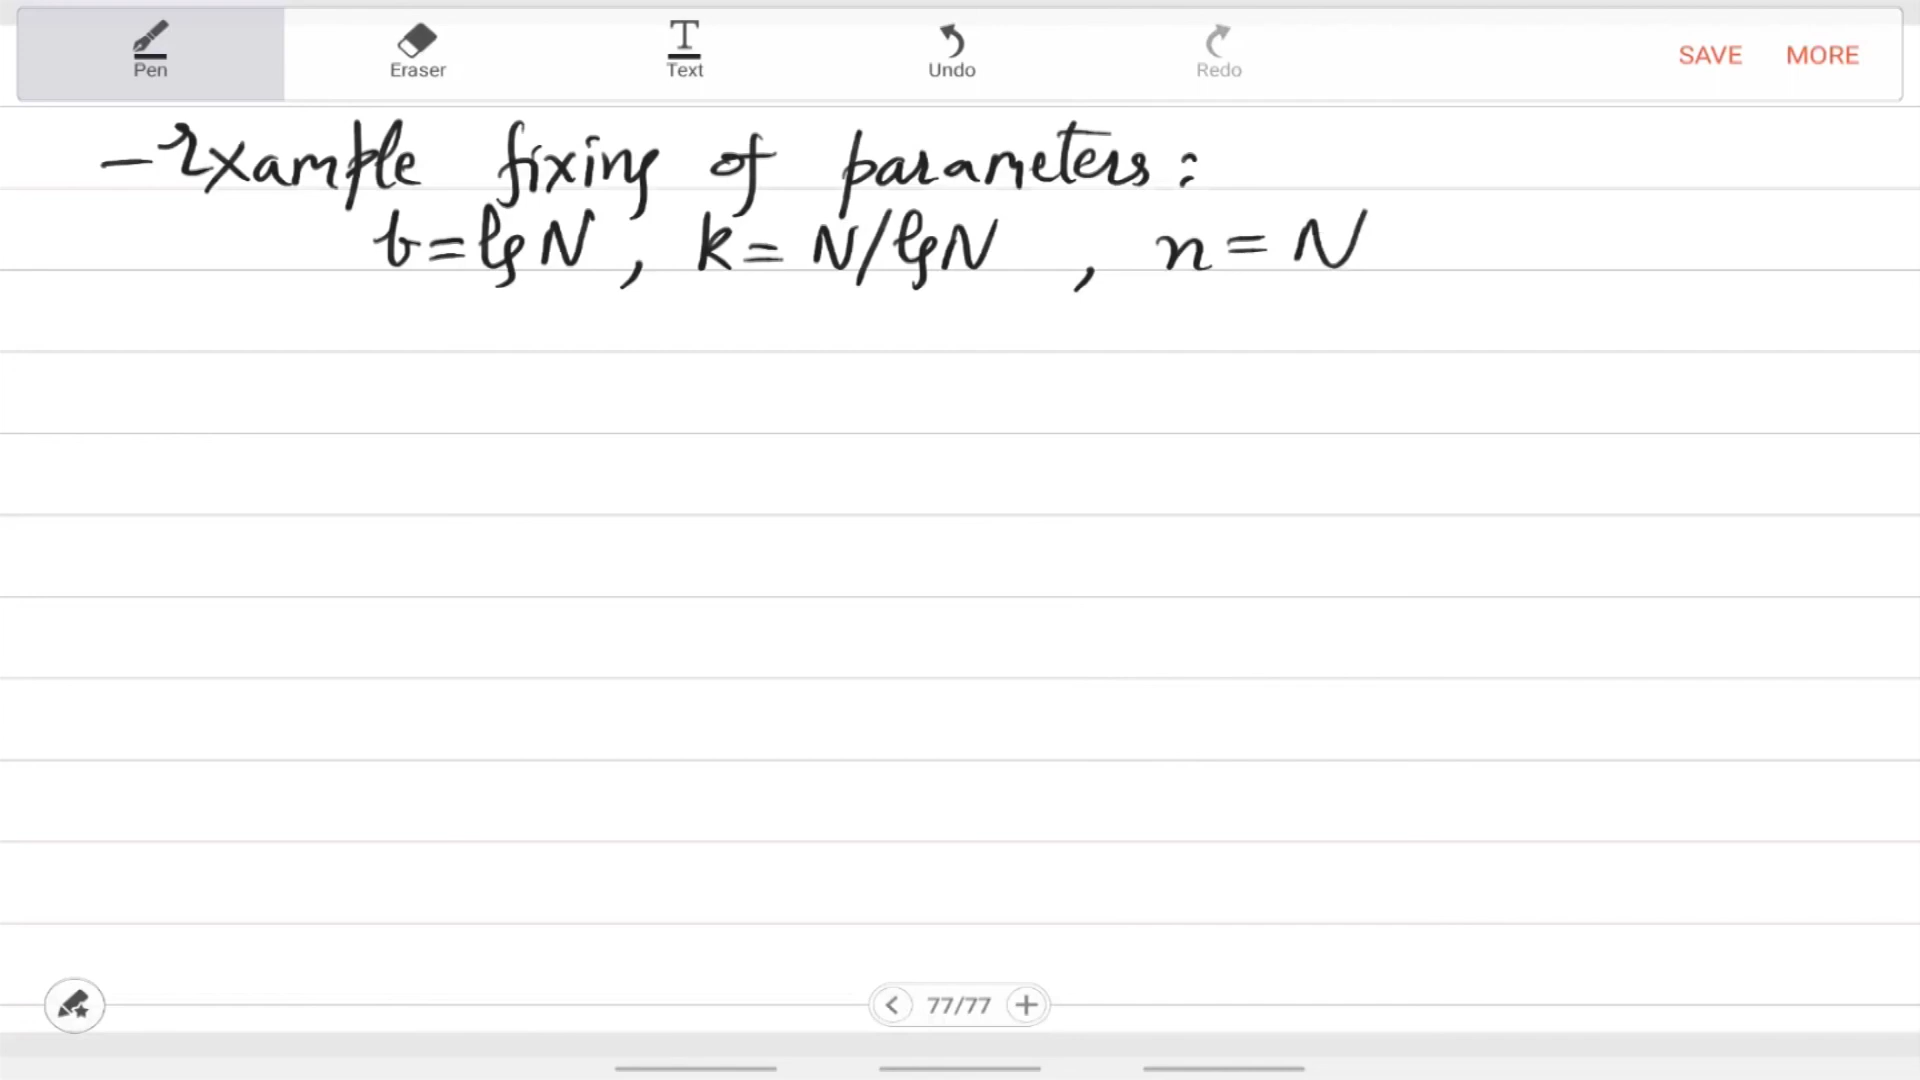 Pen Eraser Text Undo Redo SAVE MORE
- Example fixing of parameters:
b = lg N , k = N/lg N , n = N
77/77